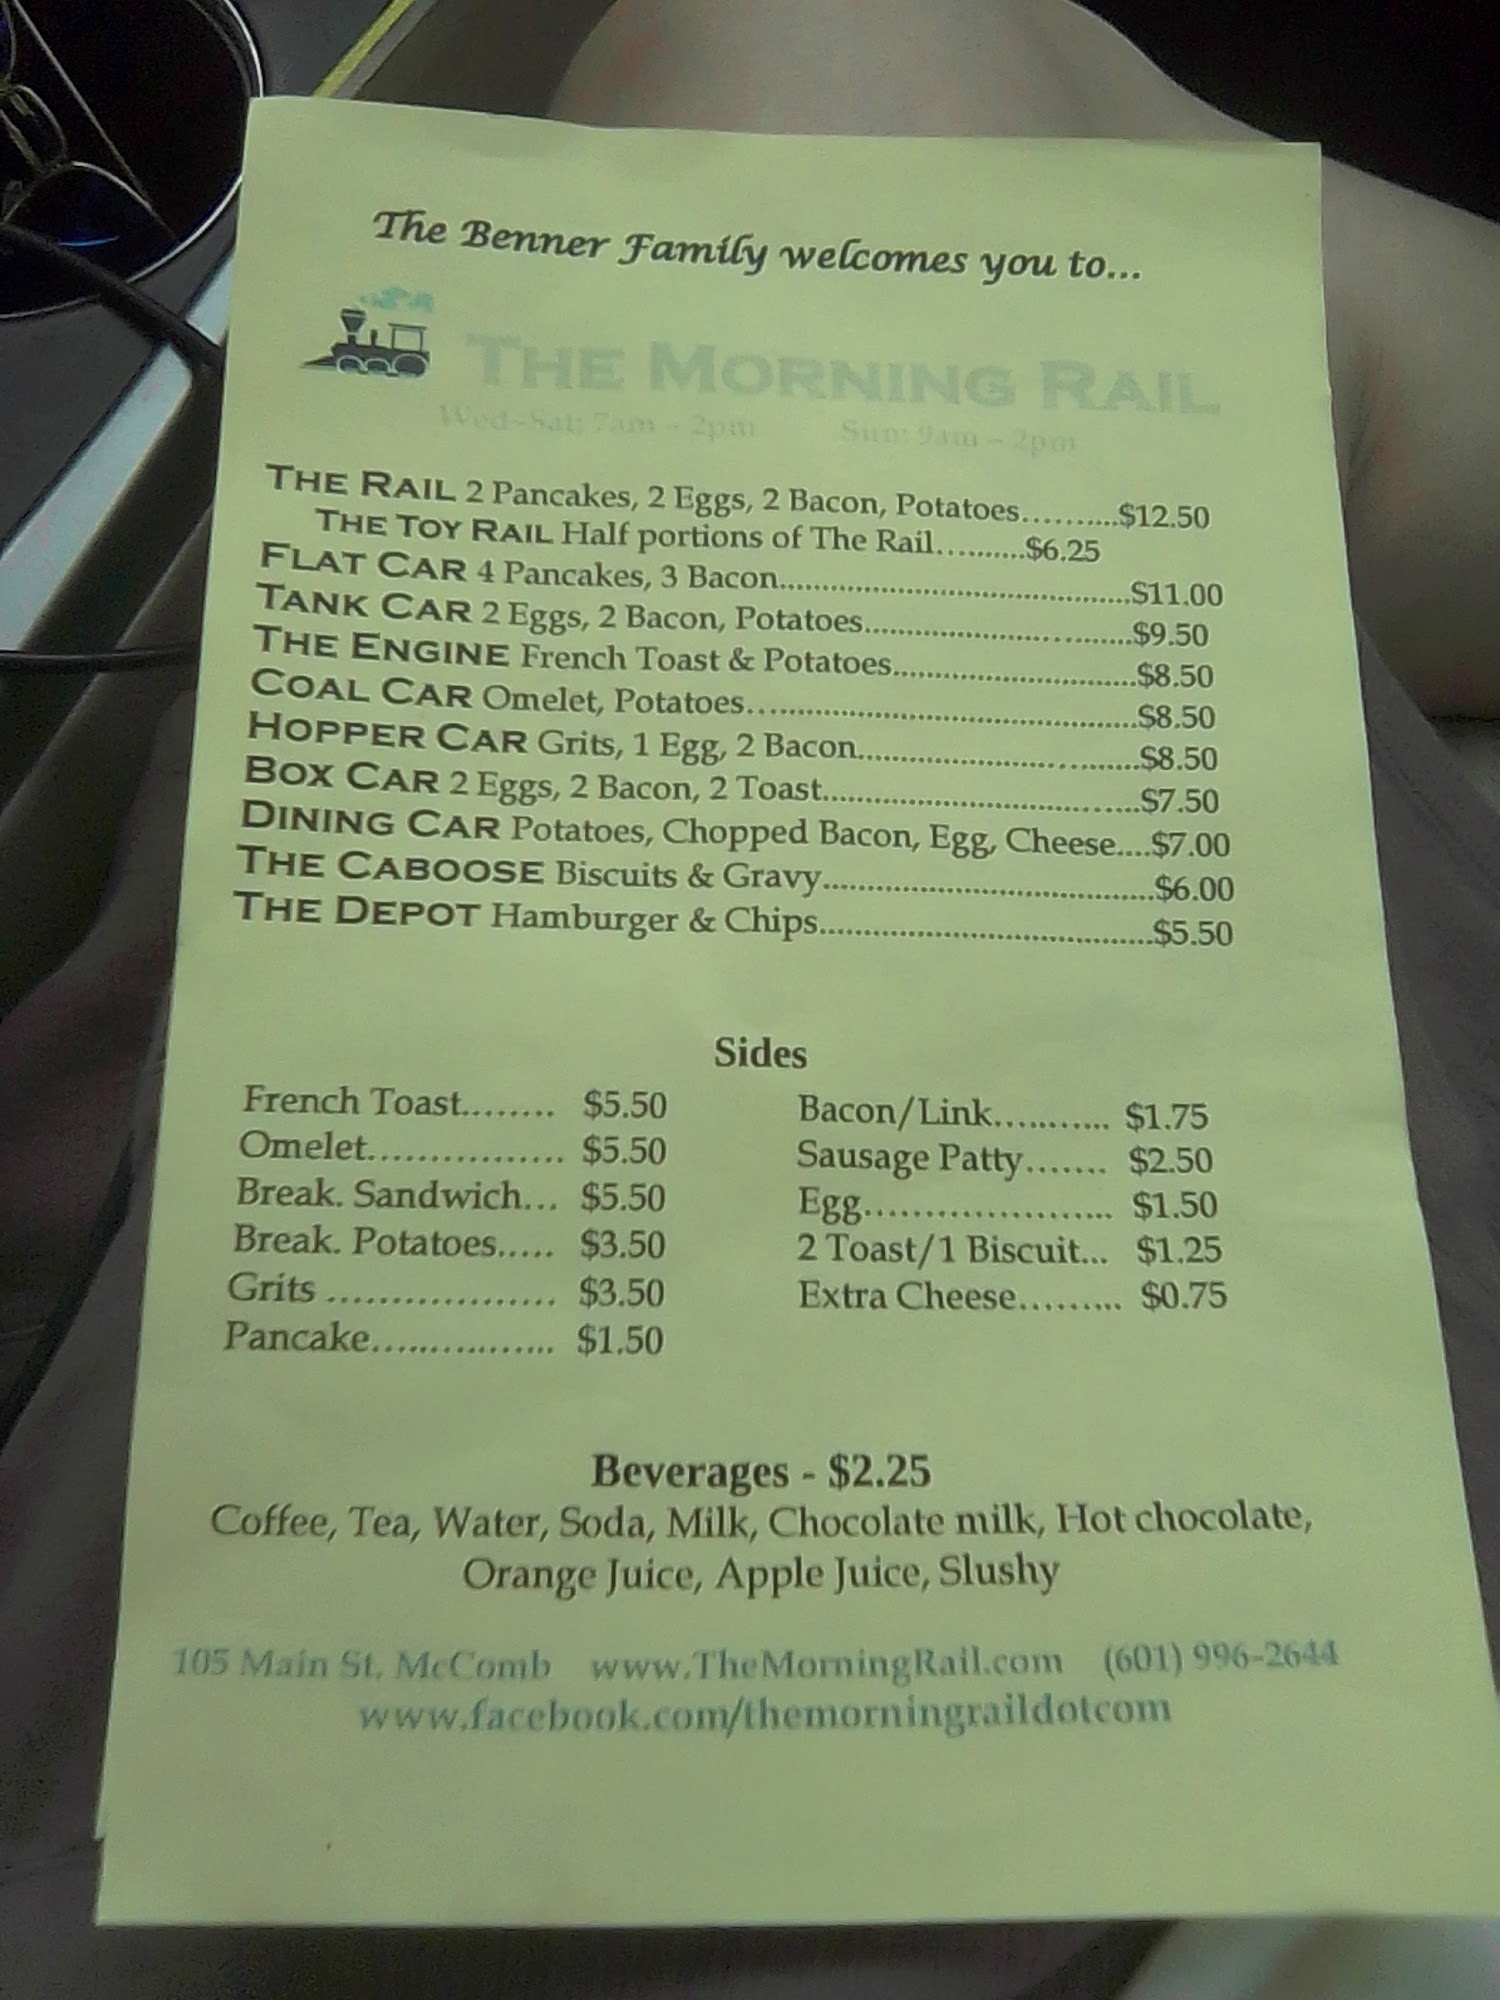 The Benner Family welcomes you to...
THE MORNING RAIL
Wed-Sat: 7am - 2pm Sun: 9am - 2pm
THE RAIL 2 Pancakes, 2 Eggs, 2 Bacon, Potatoes..........$12.50
THE TOY RAIL Half portions of The Rail..........$6.25
FLAT CAR 4 Pancakes, 3 Bacon..........................................$11.00
TANK CAR 2 Eggs, 2 Bacon, Potatoes................................$9.50
THE ENGINE French Toast & Potatoes.............................$8.50
COAL CAR Omelet, Potatoes...............................................$8.50
HOPPER CAR Grits, 1 Egg, 2 Bacon..................................$8.50
BOX CAR 2 Eggs, 2 Bacon, 2 Toast......................................$7.50
DINING CAR Potatoes, Chopped Bacon, Egg, Cheese....$7.00
THE CABOOSE Biscuits & Gravy........................................$6.00
THE DEPOT Hamburger & Chips........................................$5.50
Sides
French Toast........ $5.50
Omelet................ $5.50
Break. Sandwich... $5.50
Break. Potatoes..... $3.50
Grits .................. $3.50
Pancake................ $1.50
Bacon/Link........... $1.75
Sausage Patty....... $2.50
Egg...................... $1.50
2 Toast/1 Biscuit... $1.25
Extra Cheese......... $0.75
Beverages - $2.25
Coffee, Tea, Water, Soda, Milk, Chocolate milk, Hot chocolate,
Orange Juice, Apple Juice, Slushy
105 Main St. McComb www.TheMorningRail.com (601) 996-2644
www.facebook.com/themorningraildotcom